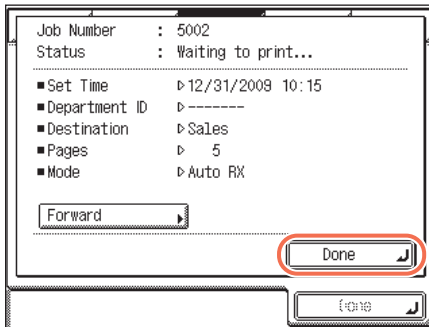 Job Number : 5002
Status : Waiting to print...
■Set Time ▷12/31/2009 10:15
■Department ID ▷-------
■Destination ▷Sales
■Pages ▷ 5
■Mode ▷Auto RX
Forward
Done
Done